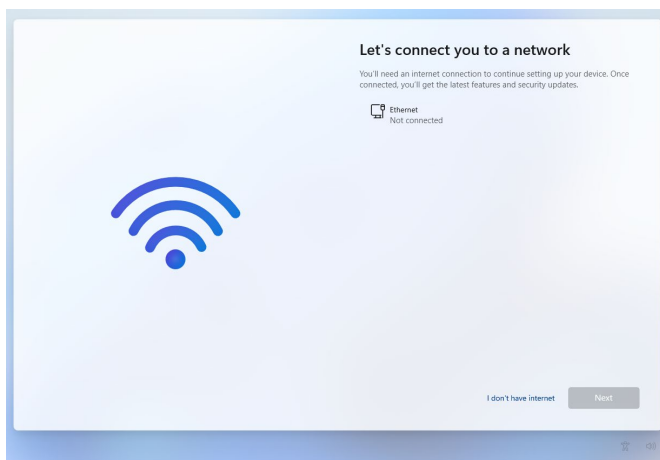 Let's connect you to a network
You'll need an internet connection to continue setting up your device. Once
connected, you'll get the latest features and security updates.
Ethernet
Not connected
I don't have internet
Next